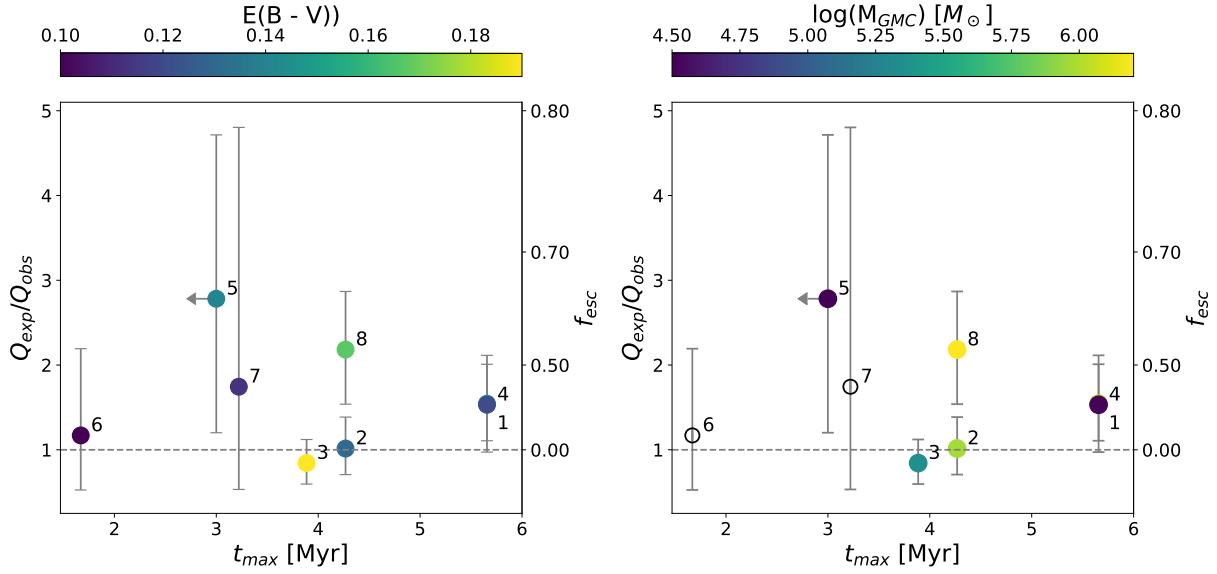 E(B - V))
0.10 0.12 0.14 0.16 0.18
5
4
3
2
1
Q_exp/Q_obs
0.80
0.70
0.50
0.00
f_esc
5
7
8
4
1
6
3
2
2 3 4 5 6
t_max [Myr]
log(M_GMC) [M_⊙]
4.50 4.75 5.00 5.25 5.50 5.75 6.00
5
4
3
2
1
Q_exp/Q_obs
0.80
0.70
0.50
0.00
f_esc
5
7
8
4
1
6
3
2
2 3 4 5 6
t_max [Myr]